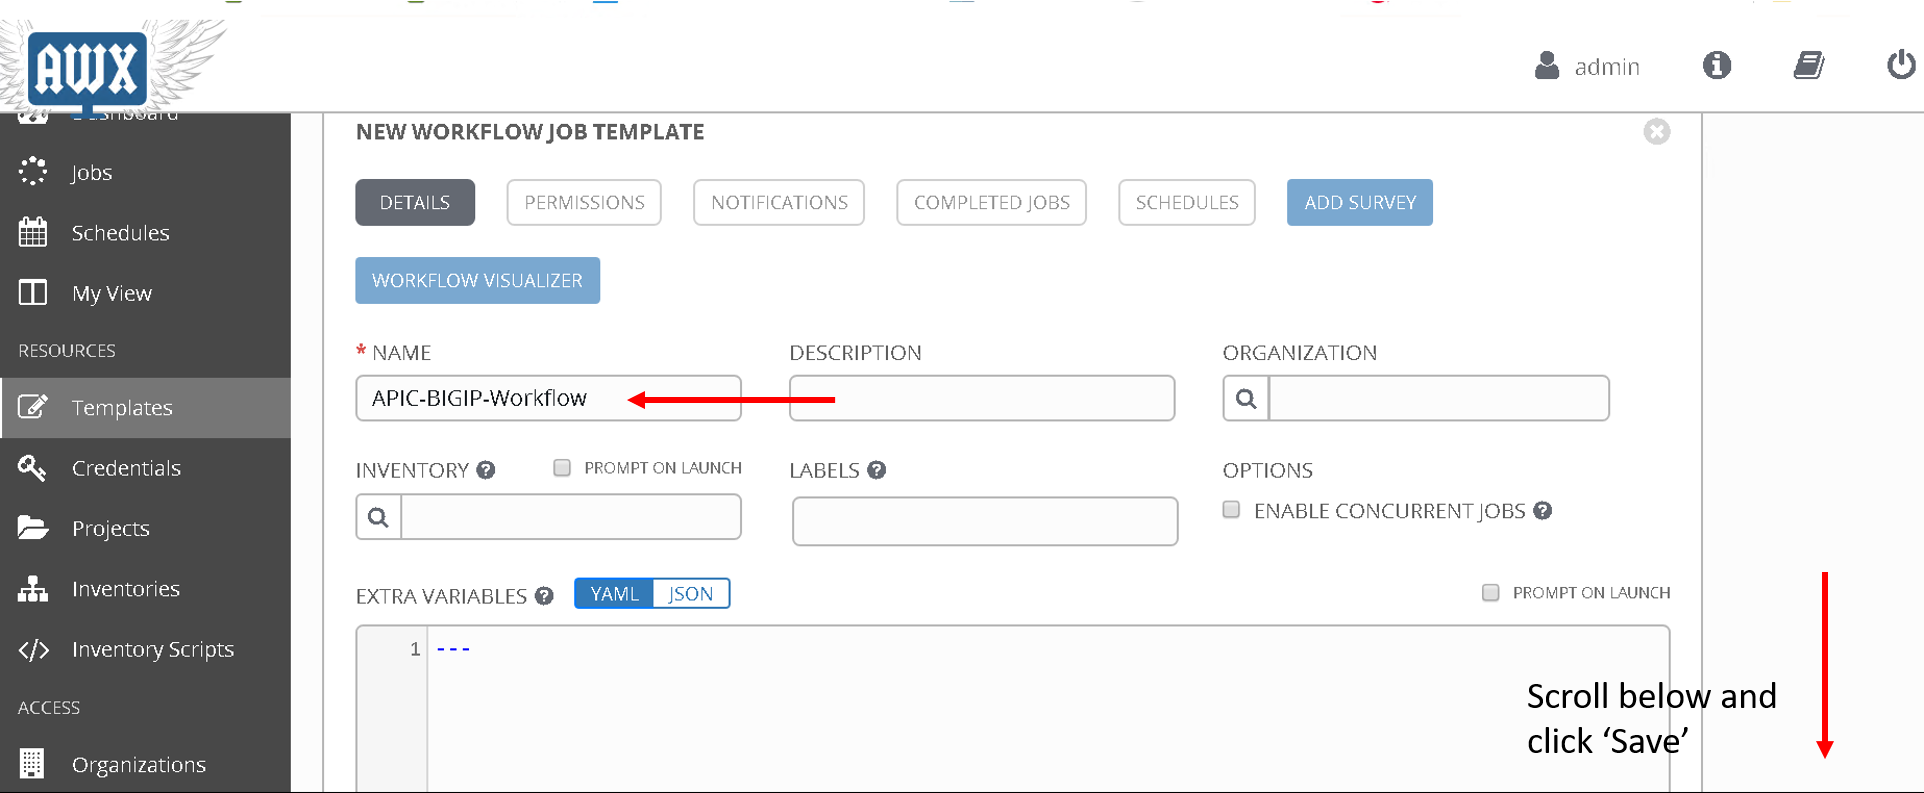 AWX
admin
Dashboard
Jobs
Schedules
My View
RESOURCES
Templates
Credentials
Projects
Inventories
Inventory Scripts
ACCESS
Organizations
NEW WORKFLOW JOB TEMPLATE
DETAILS PERMISSIONS NOTIFICATIONS COMPLETED JOBS SCHEDULES ADD SURVEY
WORKFLOW VISUALIZER
* NAME DESCRIPTION ORGANIZATION
APIC-BIGIP-Workflow
INVENTORY ? PROMPT ON LAUNCH LABELS ? OPTIONS
ENABLE CONCURRENT JOBS ?
EXTRA VARIABLES ? YAML JSON PROMPT ON LAUNCH
1 ---
Scroll below and
click ‘Save’